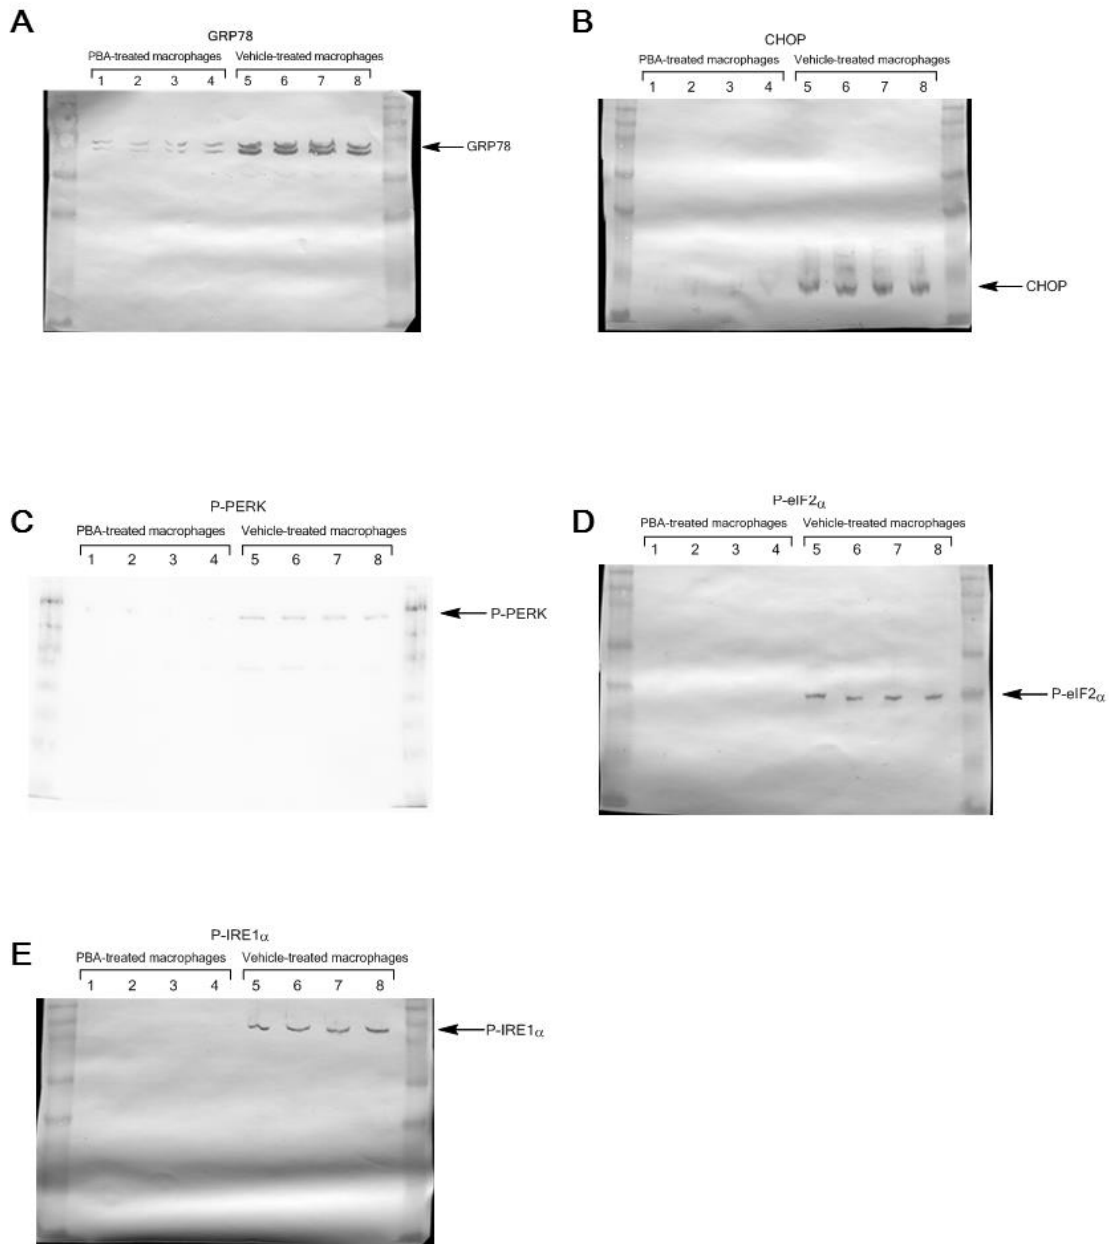 A
GRP78
PBA-treated macrophages Vehicle-treated macrophages
1 2 3 4 5 6 7 8
GRP78
B
CHOP
PBA-treated macrophages Vehicle-treated macrophages
1 2 3 4 5 6 7 8
CHOP
C
P-PERK
PBA-treated macrophages Vehicle-treated macrophages
1 2 3 4 5 6 7 8
P-PERK
D
P-eIF2α
PBA-treated macrophages Vehicle-treated macrophages
1 2 3 4 5 6 7 8
P-eIF2α
E
P-IRE1α
PBA-treated macrophages Vehicle-treated macrophages
1 2 3 4 5 6 7 8
P-IRE1α